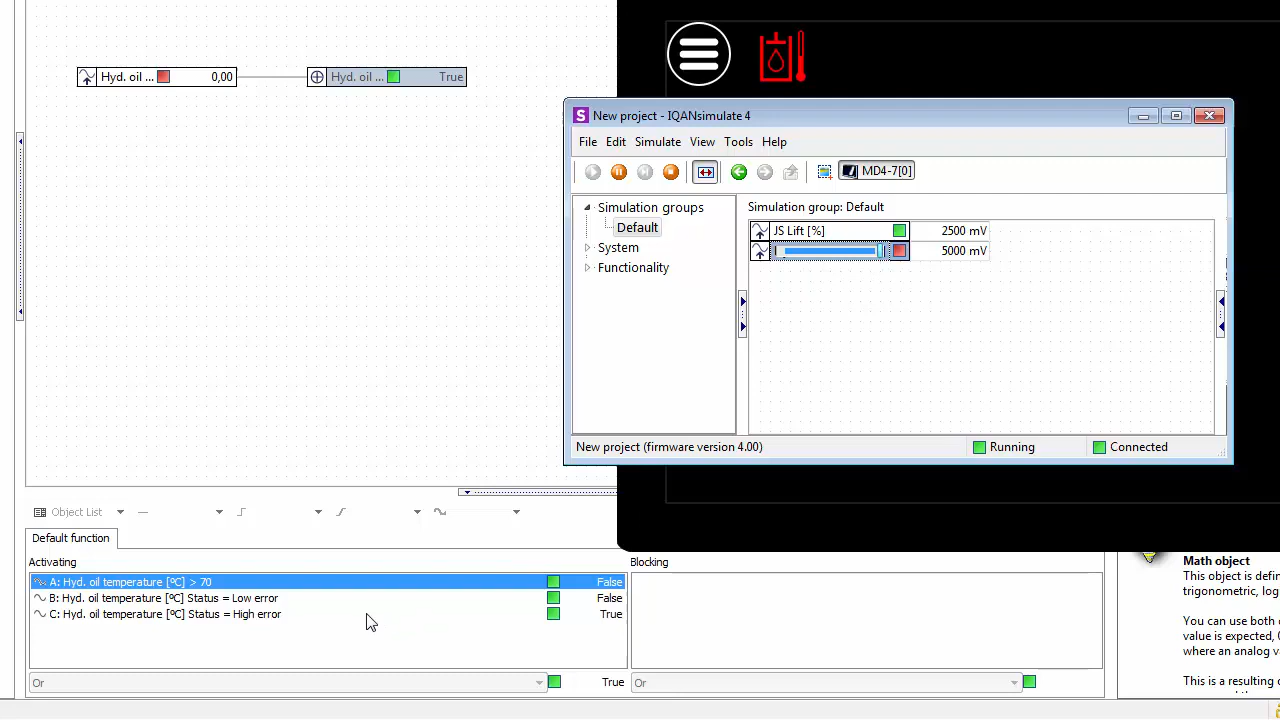 Hyd. oil ... 0,00
Hyd. oil ... True
New project - IQANsimulate 4
File Edit Simulate View Tools Help
MD4-7[0]
Simulation groups
Default
System
Functionality
Simulation group: Default
JS Lift [%] 2500 mV
5000 mV
New project (firmware version 4.00) Running Connected
Object List
Default function
Activating
A: Hyd. oil temperature [ºC] > 70 False
B: Hyd. oil temperature [ºC] Status = Low error False
C: Hyd. oil temperature [ºC] Status = High error True
Or True
Blocking
Or
Math object
This object is defin
trigonometric, log
You can use both
value is expected, 0
where an analog v
This is a resulting